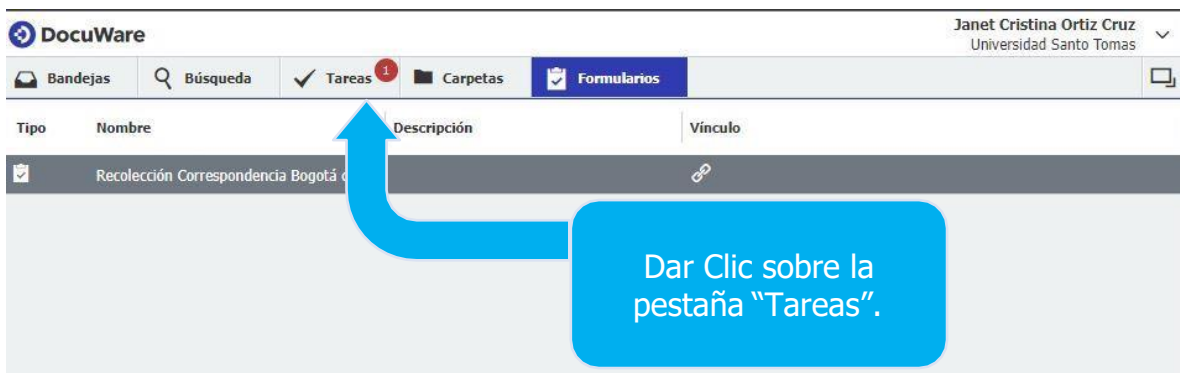 DocuWare
Janet Cristina Ortiz Cruz
Universidad Santo Tomas
Bandejas Búsqueda Tareas 1 Carpetas Formularios
Tipo Nombre Descripción Vínculo
Recolección Correspondencia Bogotá
Dar Clic sobre la
pestaña “Tareas”.